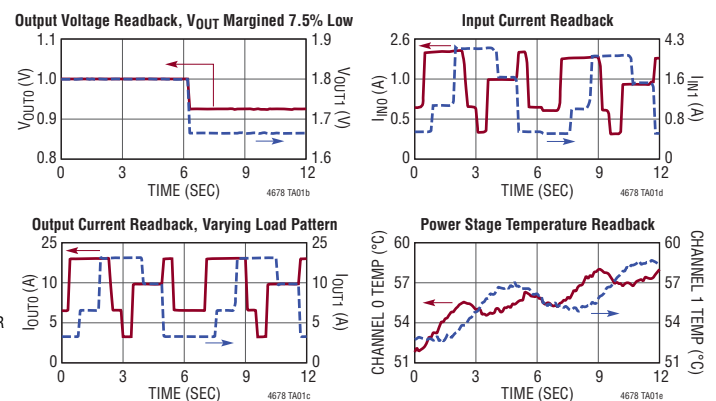 Output Voltage Readback, VOUT Margined 7.5% Low
1.1
1.0
0.9
0.8
VOUT0 (V)
1.9
1.8
1.7
1.6
VOUT1 (V)
0
3
6
9
12
TIME (SEC)
4678 TA01b
Input Current Readback
2.6
1.0
0.5
0
IIN0 (A)
4.3
1.6
0.8
0
IIN1 (A)
0
3
6
9
12
TIME (SEC)
4678 TA01d
Output Current Readback, Varying Load Pattern
25
10
5
0
IOUT0 (A)
25
10
5
0
IOUT1 (A)
0
3
6
9
12
TIME (SEC)
4678 TA01c
R
Power Stage Temperature Readback
60
57
54
51
CHANNEL 0 TEMP (°C)
60
57
54
51
CHANNEL 1 TEMP (°C)
0
3
6
9
12
TIME (SEC)
4678 TA01e